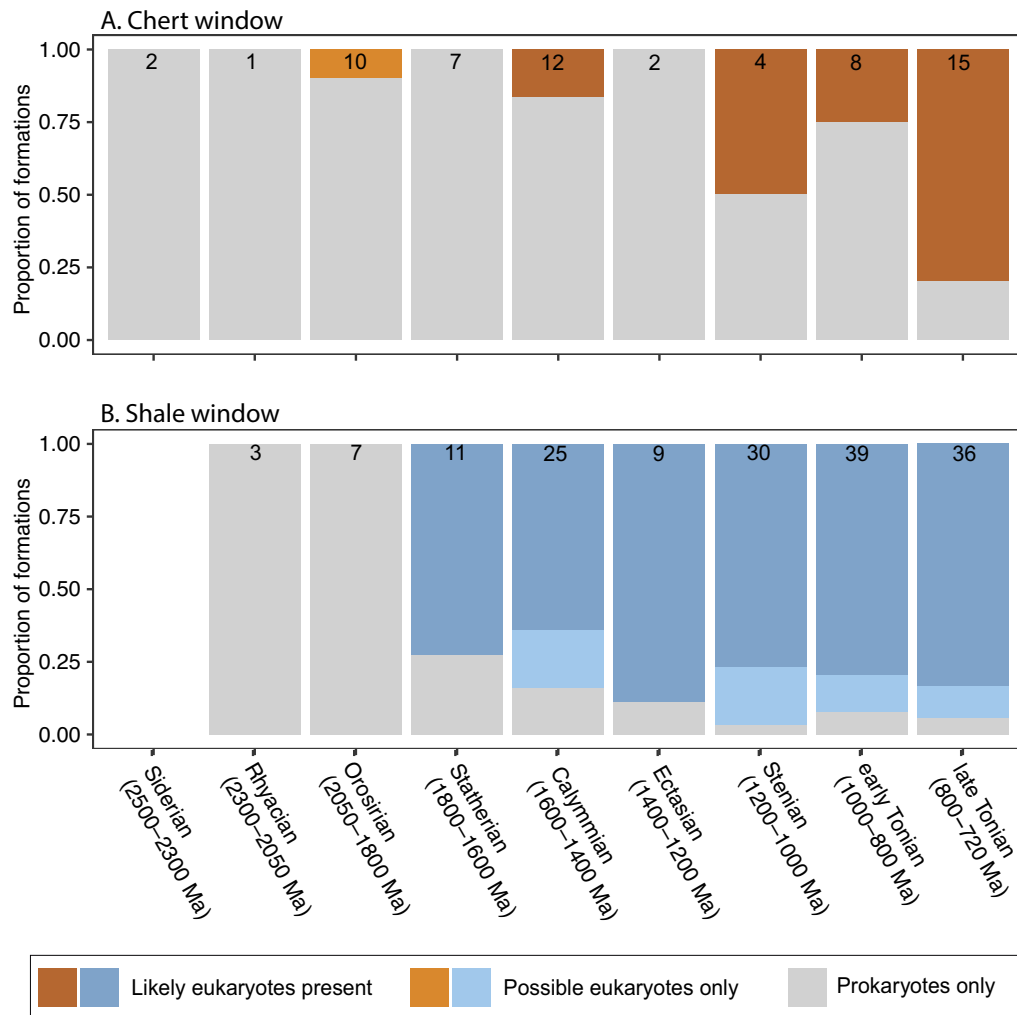 A. Chert window
Proportion of formations
1.00
0.75
0.50
0.25
0.00
2
1
10
7
12
2
4
8
15
B. Shale window
Proportion of formations
1.00
0.75
0.50
0.25
0.00
3
7
11
25
9
30
39
36
Siderian
(2500–2300 Ma)
Rhyacian
(2300–2050 Ma)
Orosirian
(2050–1800 Ma)
Statherian
(1800–1600 Ma)
Calymmian
(1600–1400 Ma)
Ectasian
(1400–1200 Ma)
Stenian
(1200–1000 Ma)
early Tonian
(1000–800 Ma)
late Tonian
(800–720 Ma)
Likely eukaryotes present
Possible eukaryotes only
Prokaryotes only